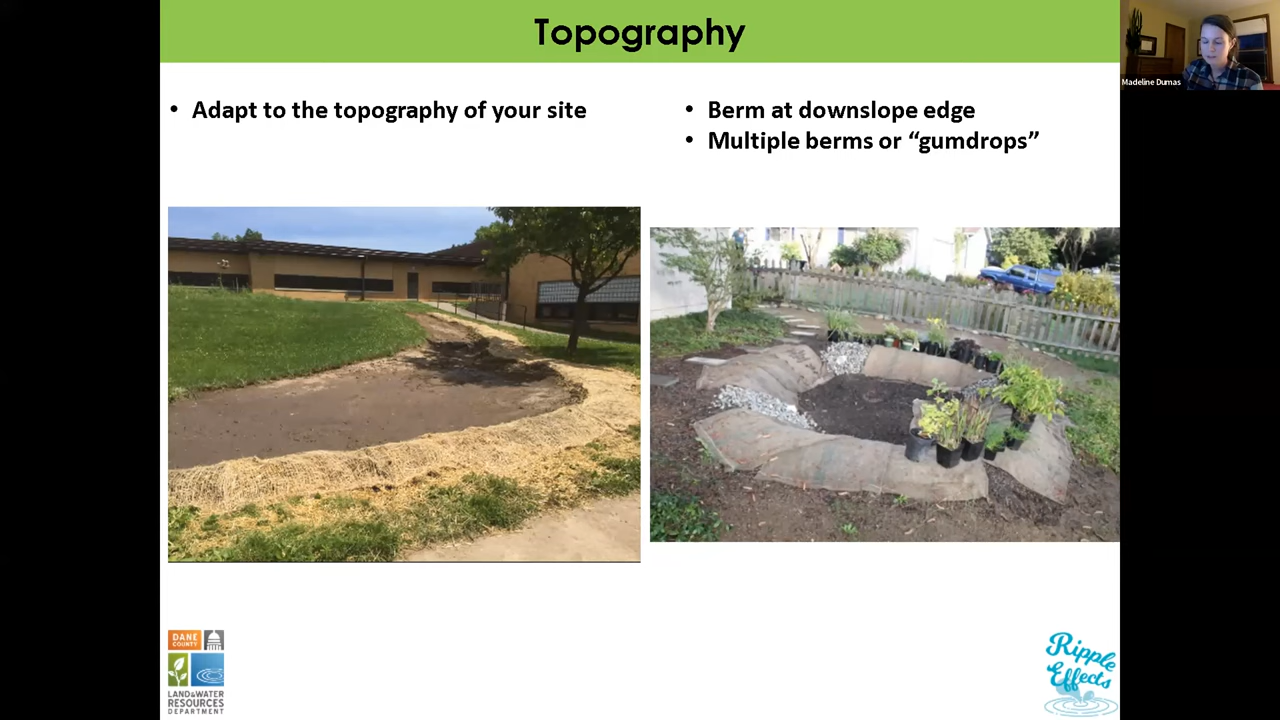 Topography
• Adapt to the topography of your site
• Berm at downslope edge
• Multiple berms or “gumdrops”
Madeline Dumas
DANE
COUNTY
LAND & WATER
RESOURCES
DEPARTMENT
Ripple
Effects